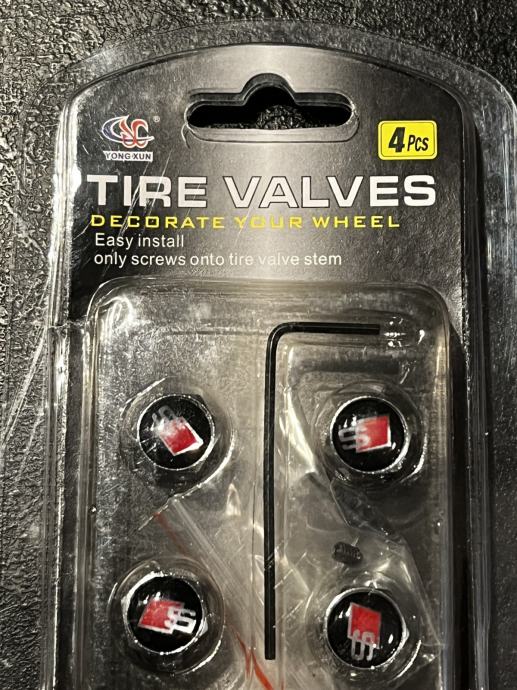 ®
YONG XUN
4Pcs
TIRE VALVES
DECORATE YOUR WHEEL
Easy install
only screws onto tire valve stem
S
S
S
S